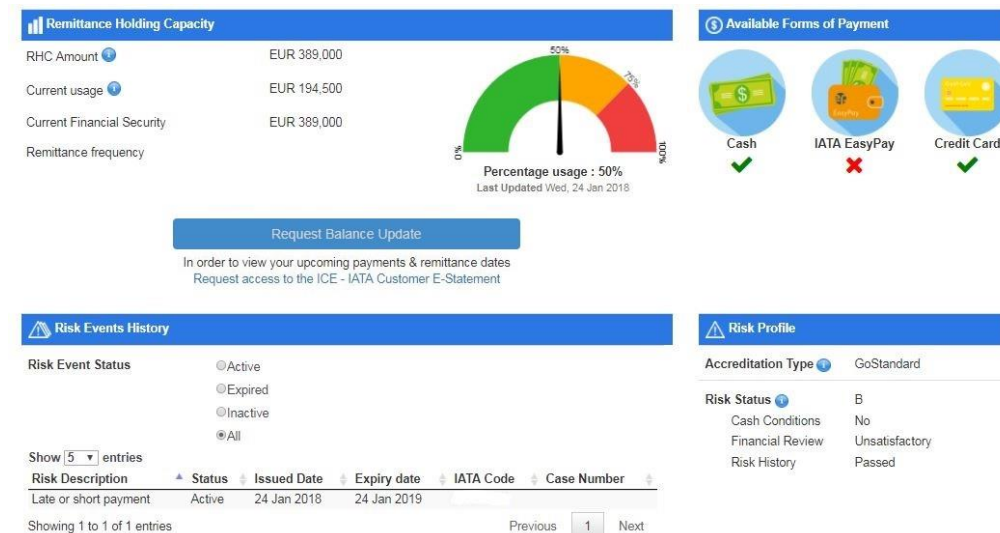 Remittance Holding Capacity
RHC Amount EUR 389,000
Current usage EUR 194,500
Current Financial Security EUR 389,000
Remittance frequency
0%
50%
75%
100%
Percentage usage : 50%
Last Updated Wed, 24 Jan 2018
Request Balance Update
In order to view your upcoming payments & remittance dates
Request access to the ICE - IATA Customer E-Statement
Available Forms of Payment
Cash
IATA EasyPay
Credit Card
EasyPay
Risk Events History
Risk Event Status
Active
Expired
Inactive
All
Show 5 entries
Risk Description Status Issued Date Expiry date IATA Code Case Number
Late or short payment Active 24 Jan 2018 24 Jan 2019
Showing 1 to 1 of 1 entries
Previous 1 Next
Risk Profile
Accreditation Type GoStandard
Risk Status B
Cash Conditions No
Financial Review Unsatisfactory
Risk History Passed